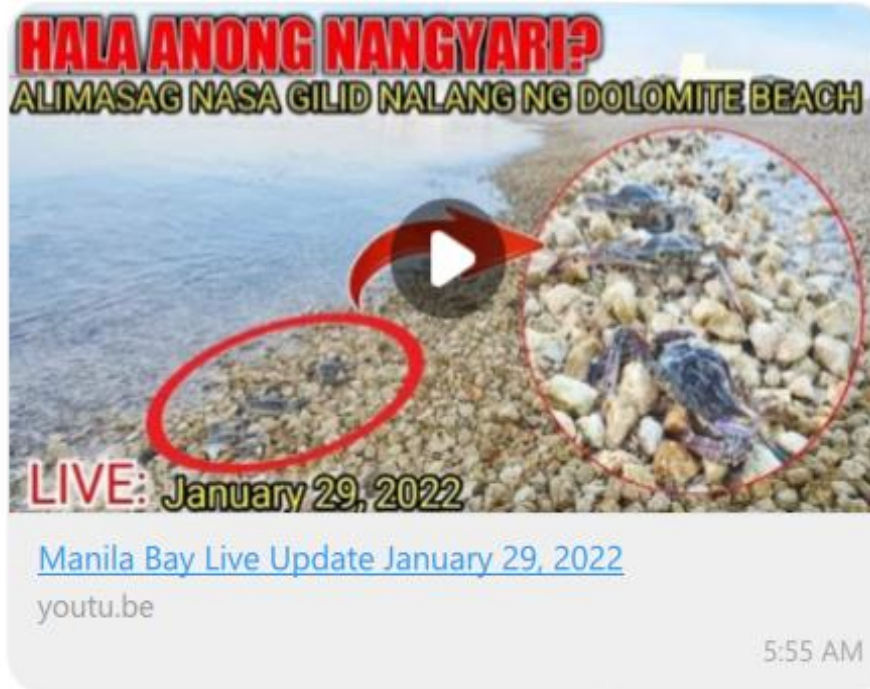 HALA ANONG NANGYARI?
ALIMASAG NASA GILID NALANG NG DOLOMITE BEACH
LIVE: January 29, 2022
Manila Bay Live Update January 29, 2022
youtu.be
5:55 AM